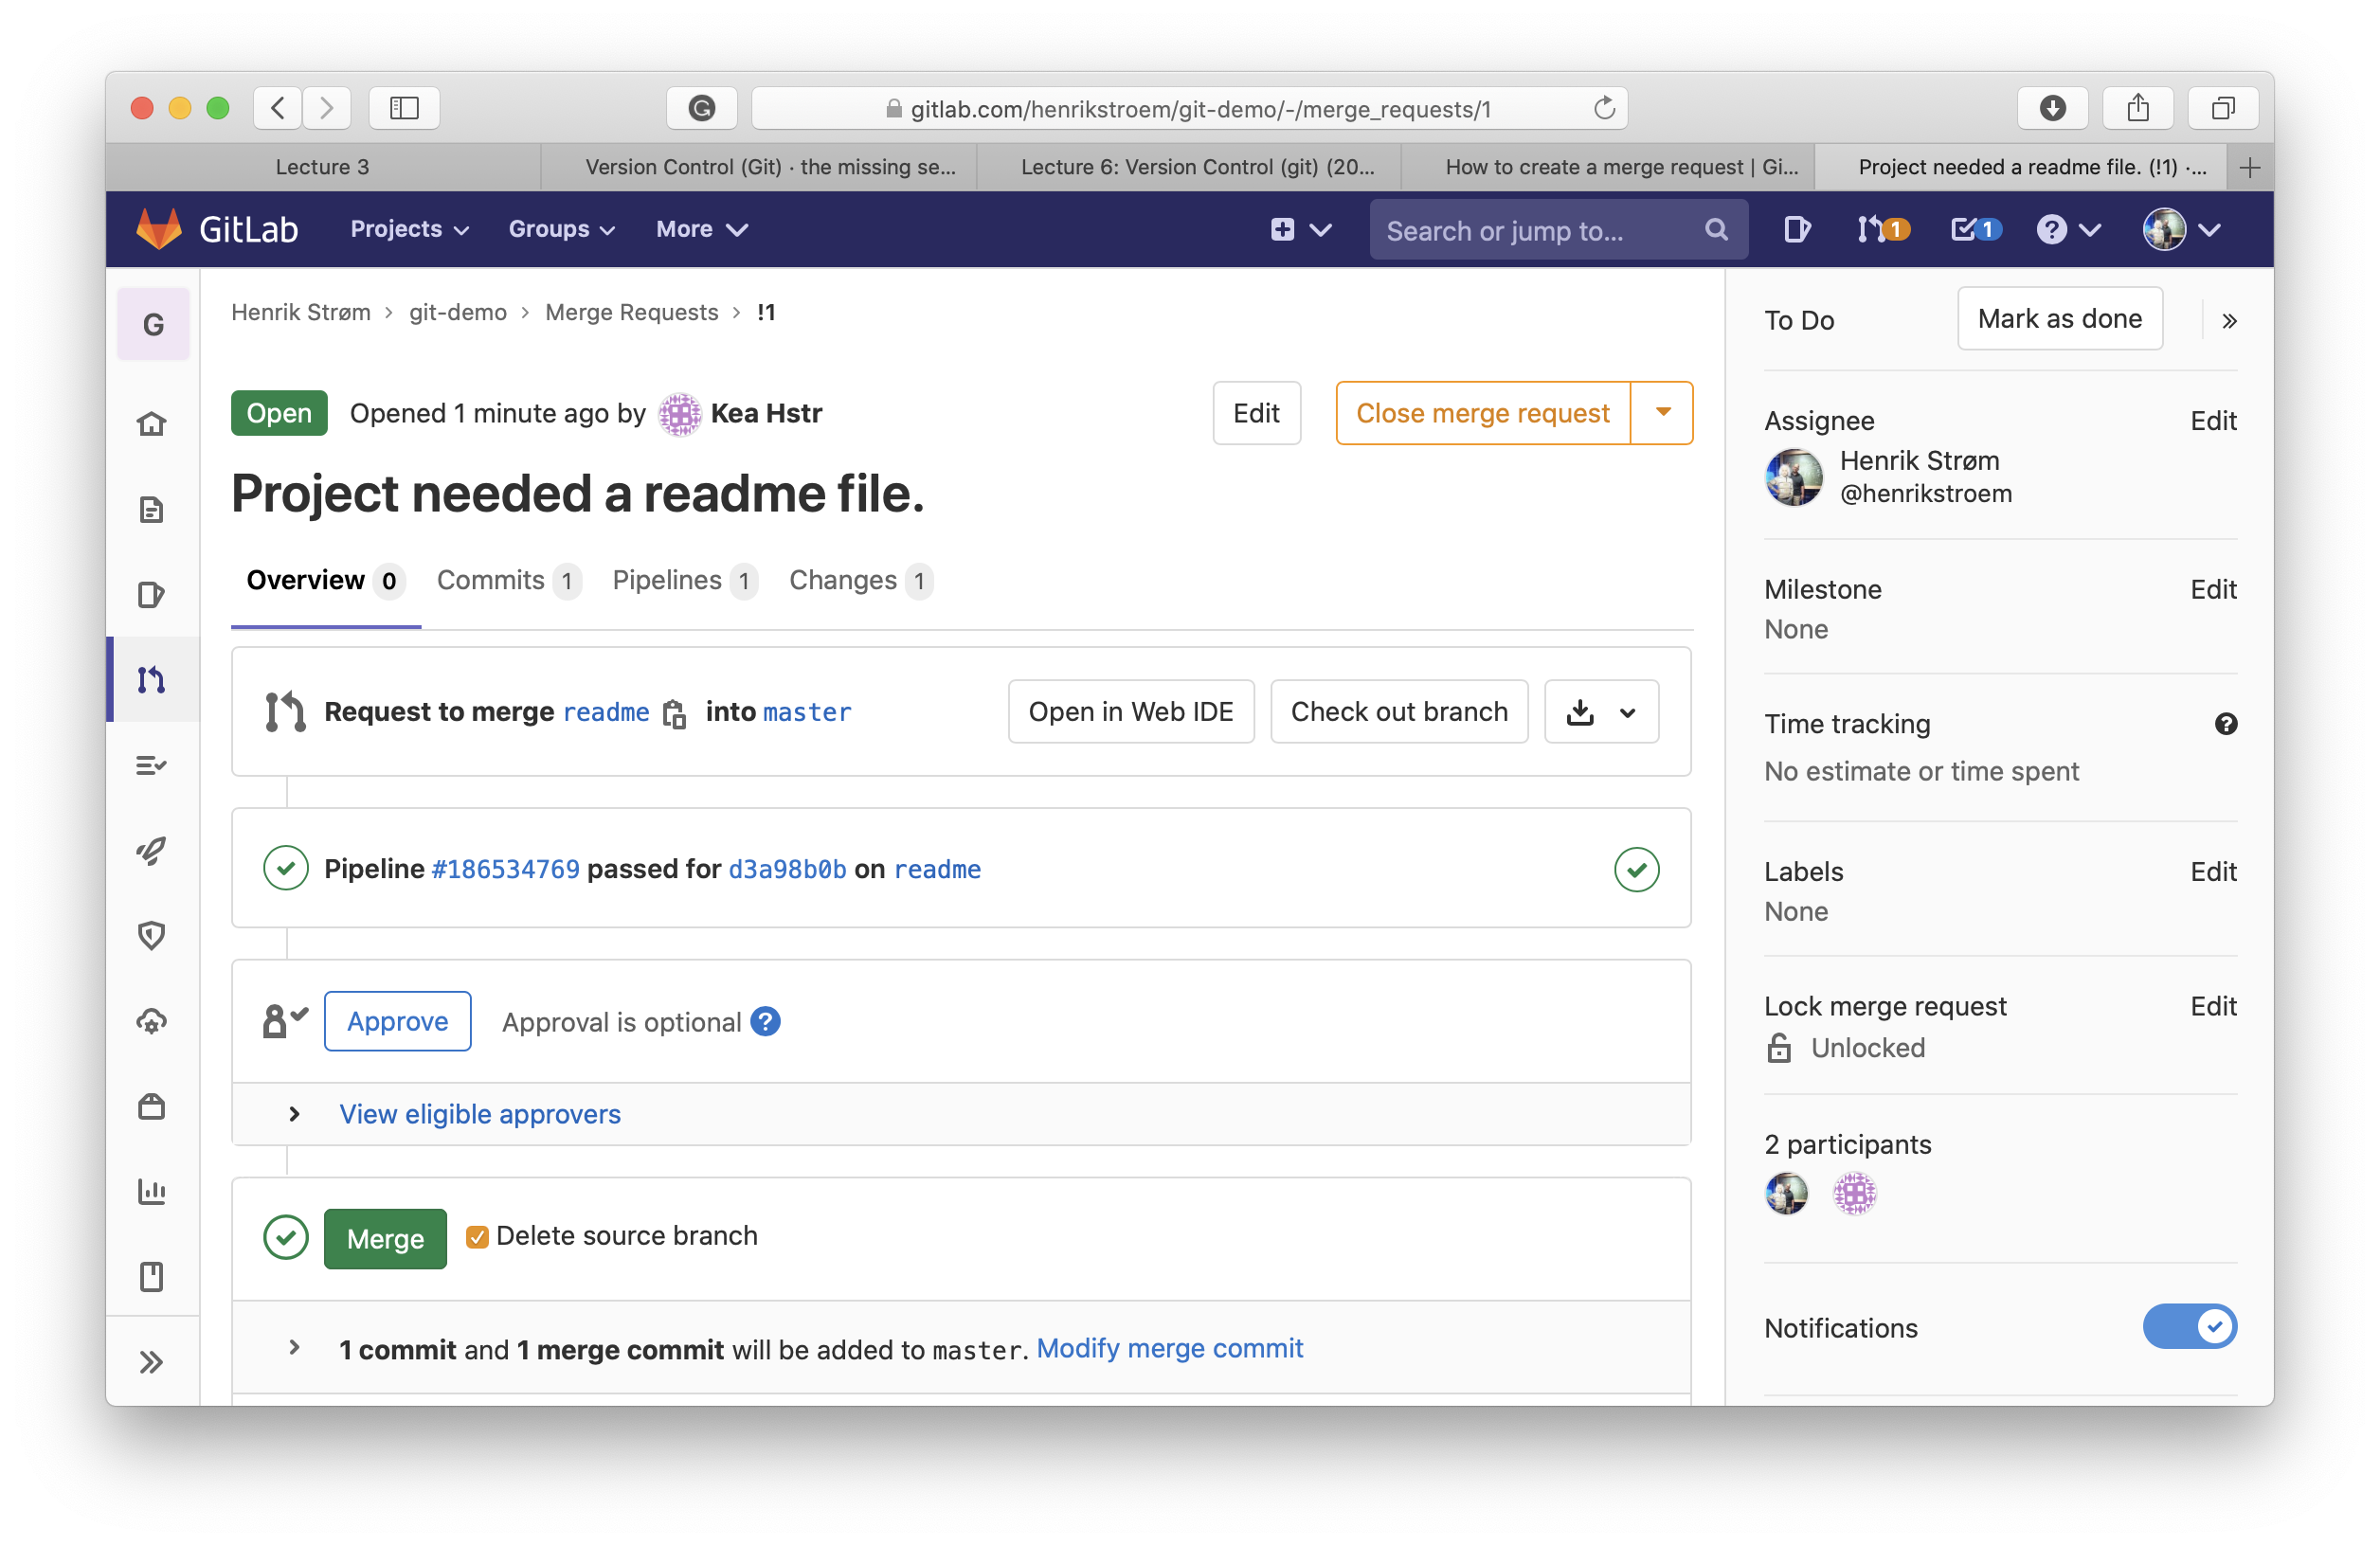 gitlab.com/henrikstroem/git-demo/-/merge_requests/1
Lecture 3
Version Control (Git) · the missing se...
Lecture 6: Version Control (git) (20...
How to create a merge request | Gi...
Project needed a readme file. (!1) ·...
GitLab
Projects
Groups
More
Search or jump to...
1
1
G
Henrik Strøm › git-demo › Merge Requests › !1
To Do
Mark as done
Open
Opened 1 minute ago by Kea Hstr
Edit
Close merge request
Project needed a readme file.
Overview 0
Commits 1
Pipelines 1
Changes 1
Request to merge readme into master
Open in Web IDE
Check out branch
Pipeline #186534769 passed for d3a98b0b on readme
Approve
Approval is optional
View eligible approvers
Merge
Delete source branch
1 commit and 1 merge commit will be added to master. Modify merge commit
Assignee
Edit
Henrik Strøm
@henrikstroem
Milestone
Edit
None
Time tracking
No estimate or time spent
Labels
Edit
None
Lock merge request
Edit
Unlocked
2 participants
Notifications